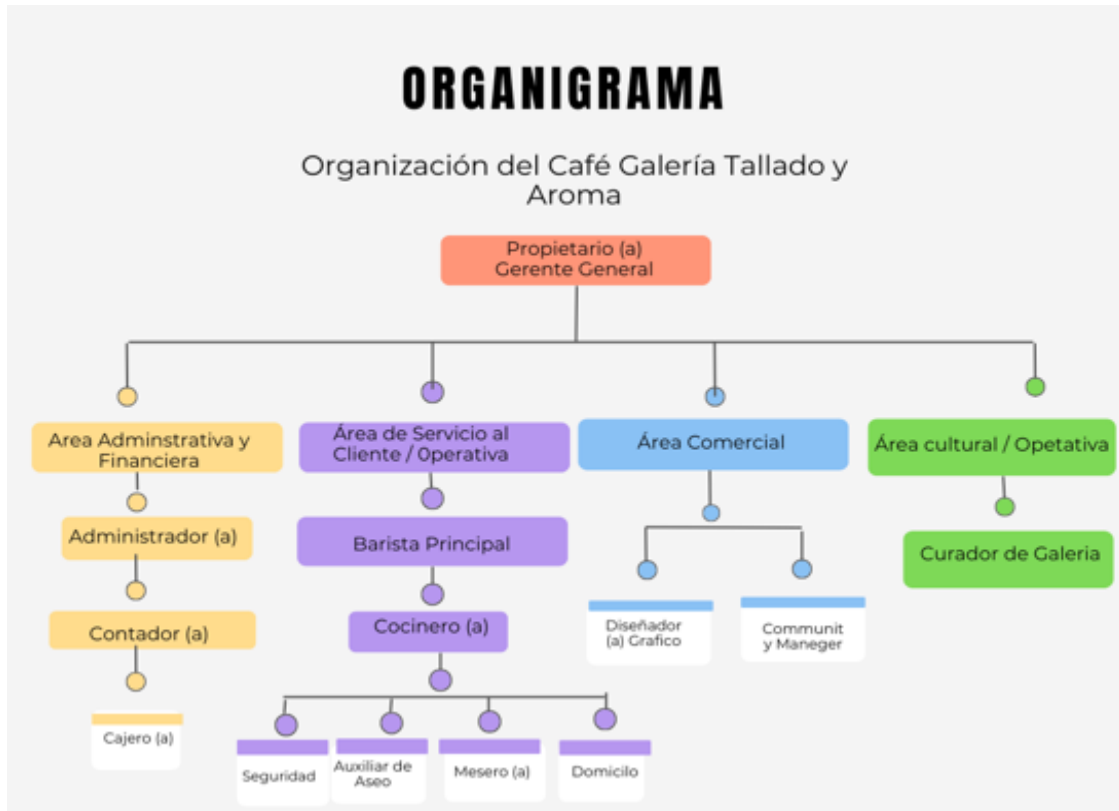 ORGANIGRAMA
Organización del Café Galería Tallado y
Aroma
Propietario (a)
Gerente General
Area Adminstrativa y
Financiera
Área de Servicio al
Cliente / 0perativa
Área Comercial
Área cultural / Opetativa
Administrador (a)
Barista Principal
Curador de Galeria
Contador (a)
Cocinero (a)
Diseñador
(a) Grafico
Communit
y Maneger
Cajero (a)
Seguridad
Auxiliar de
Aseo
Mesero (a)
Domicilo